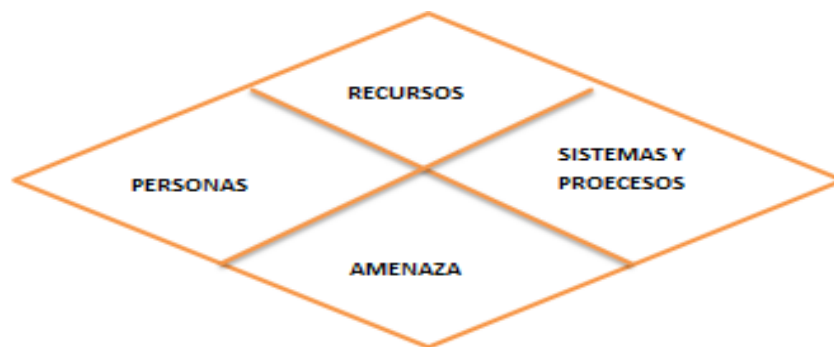 RECURSOS
PERSONAS
SISTEMAS Y
PROECESOS
AMENAZA